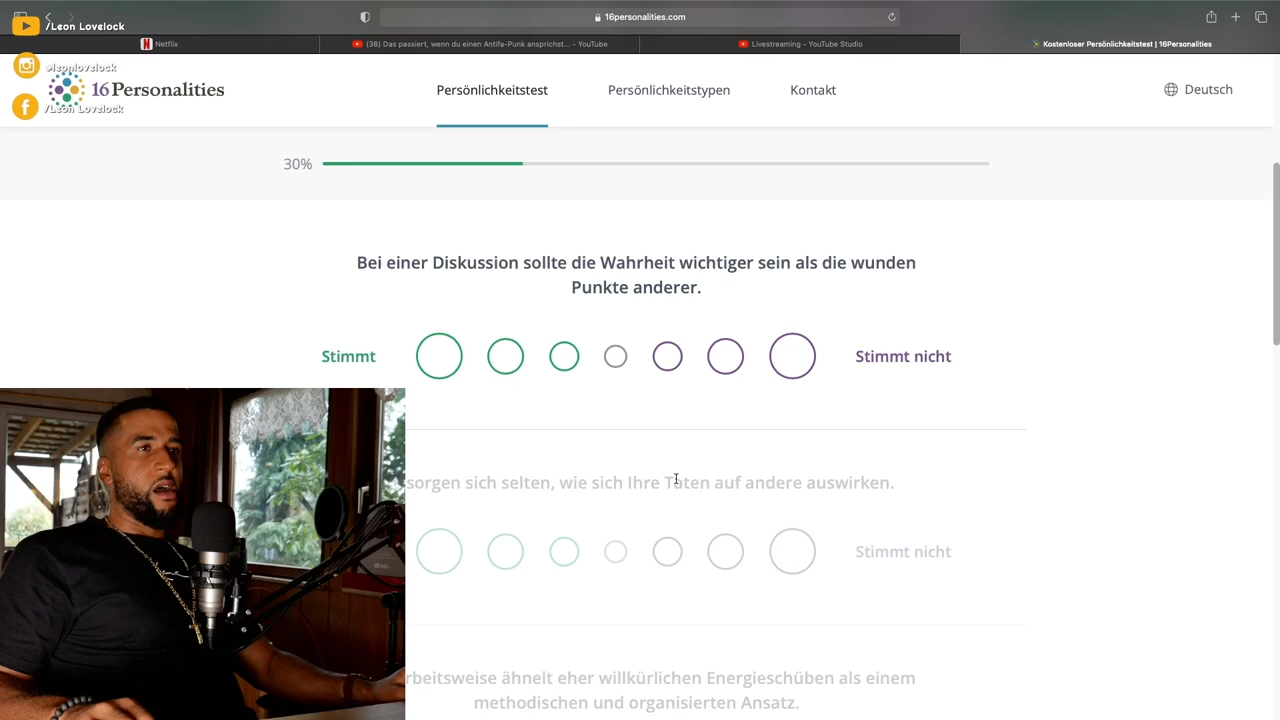 /Leon Lovelock
16personalities.com
Netflix
(38) Das passiert, wenn du einen Antifa-Punk ansprichst... - YouTube
Livestreaming - YouTube Studio
Kostenloser Persönlichkeitstest | 16Personalities
@leonlovelock
16Personalities
Persönlichkeitstest
Persönlichkeitstypen
Kontakt
Deutsch
/Leon Lovelock
30%
Bei einer Diskussion sollte die Wahrheit wichtiger sein als die wunden
Punkte anderer.
Stimmt
Stimmt nicht
sorgen sich selten, wie sich Ihre Taten auf andere auswirken.
Stimmt nicht
rbeitsweise ähnelt eher willkürlichen Energieschüben als einem
methodischen und organisierten Ansatz.